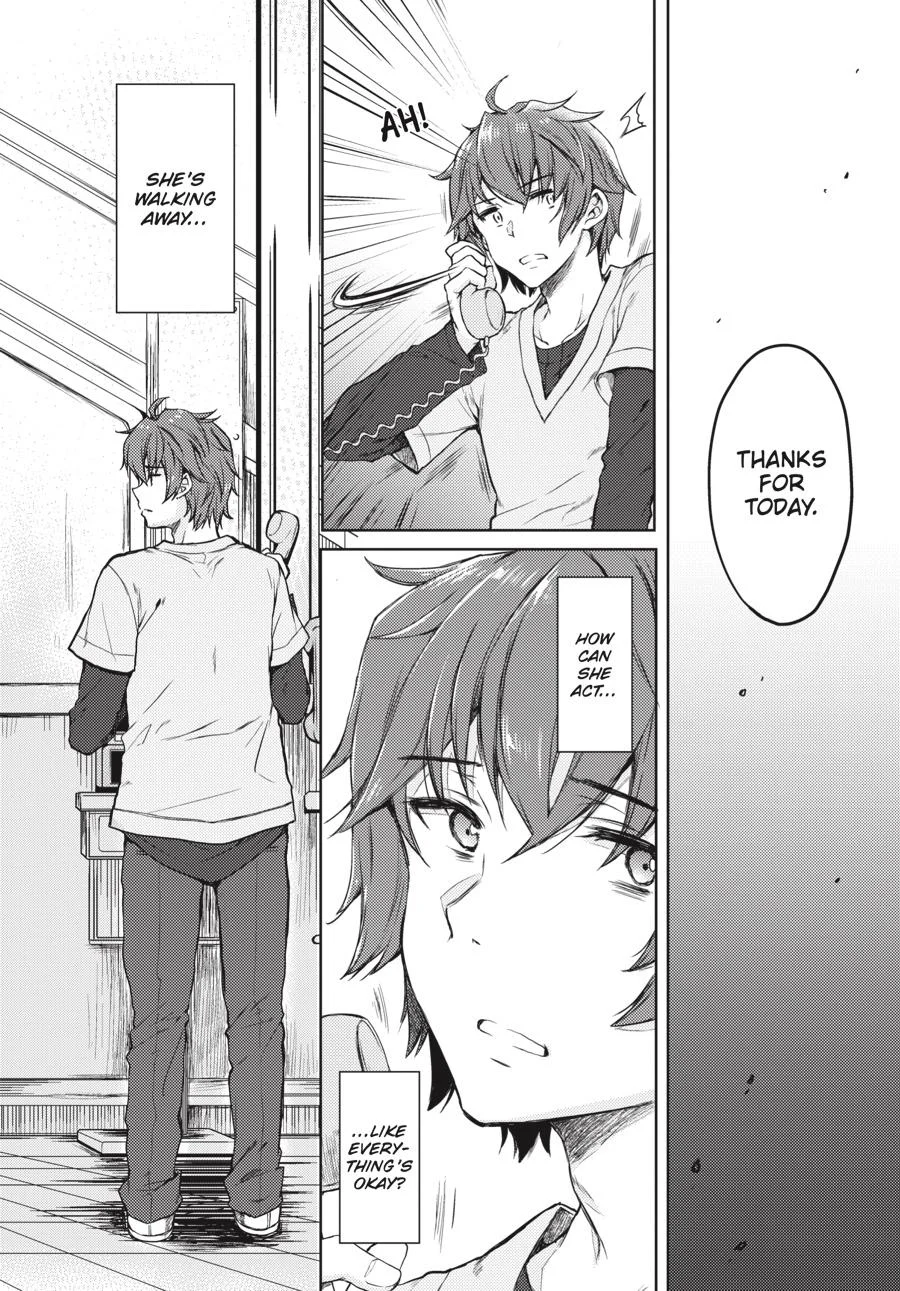 THANKS
FOR
TODAY.
AH!
HOW
CAN
SHE
ACT...
...LIKE
EVERY-
THING'S
OKAY?
SHE'S
WALKING
AWAY...